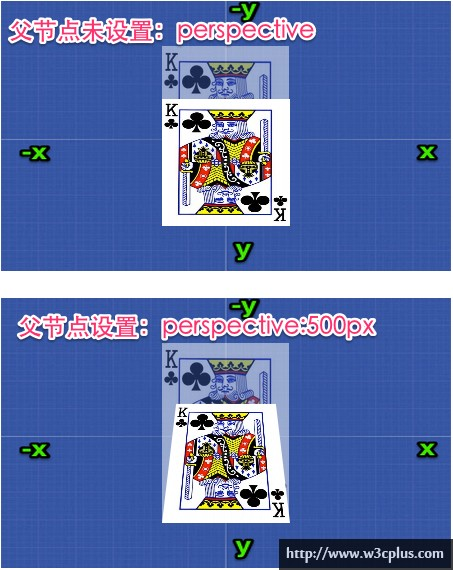 -y
父节点未设置：perspective
K
K
-x
x
K
y
-y
父节点设置：perspective:500px
K
K
-x
x
K
y
http://www.w3cplus.com